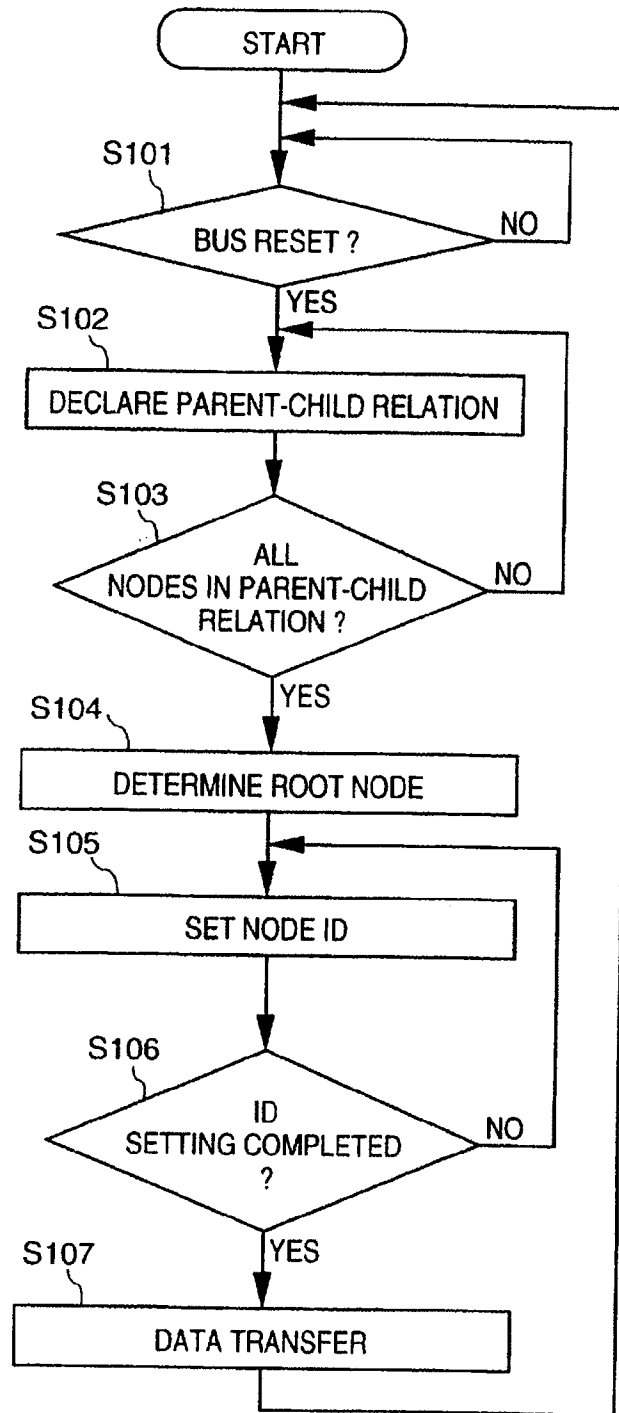 START
S101
BUS RESET ?
NO
YES
S102
DECLARE PARENT-CHILD RELATION
S103
ALL
NODES IN PARENT-CHILD
RELATION ?
NO
YES
S104
DETERMINE ROOT NODE
S105
SET NODE ID
S106
ID
SETTING COMPLETED
?
NO
YES
S107
DATA TRANSFER